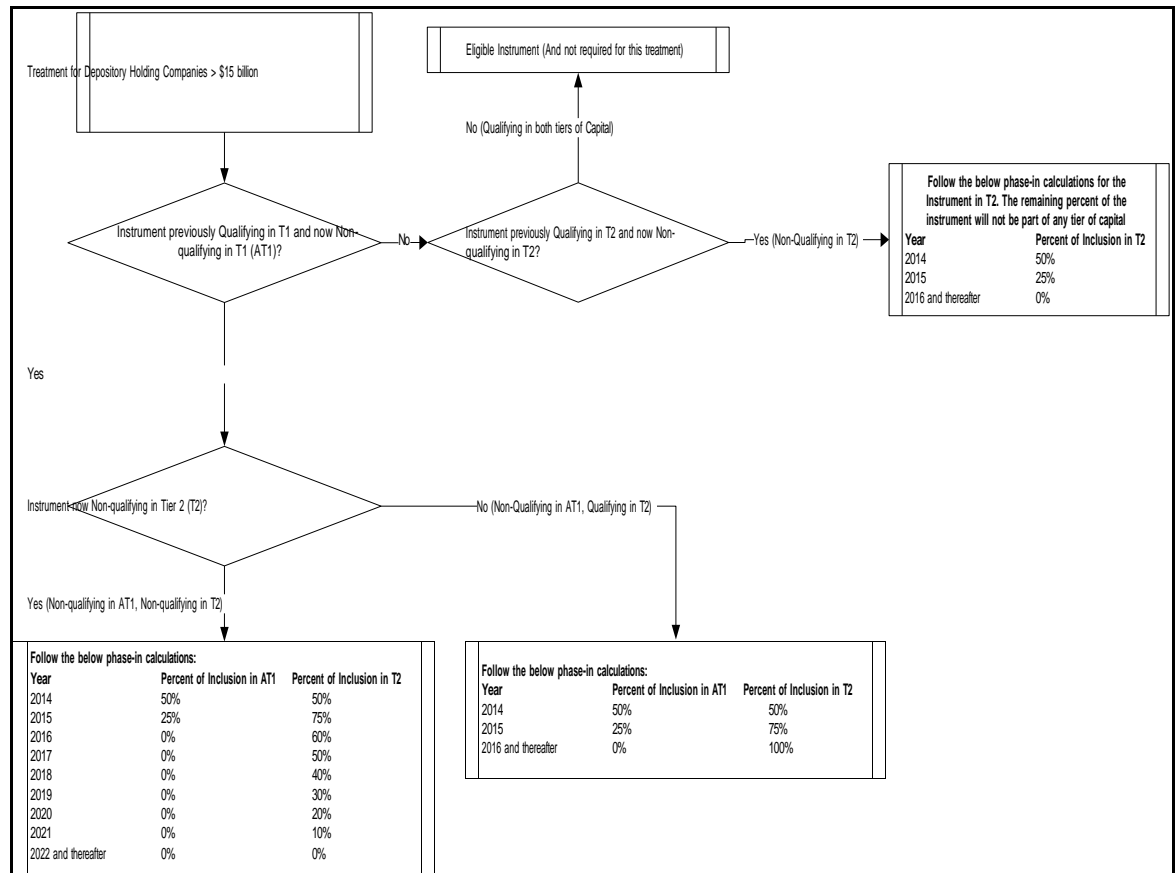 Treatment for Depository Holding Companies > $15 billion
Eligible Instrument (And not required for this treatment)
No (Qualifying in both tiers of Capital)
Instrument previously Qualifying in T1 and now Non-
qualifying in T1 (AT1)?
No
Instrument previously Qualifying in T2 and now Non-
qualifying in T2?
Yes (Non-Qualifying in T2)
Follow the below phase-in calculations for the
Instrument in T2. The remaining percent of the
instrument will not be part of any tier of capital
Year Percent of Inclusion in T2
2014 50%
2015 25%
2016 and thereafter 0%
Yes
Instrument now Non-qualifying in Tier 2 (T2)?
No (Non-Qualifying in AT1, Qualifying in T2)
Yes (Non-qualifying in AT1, Non-qualifying in T2)
Follow the below phase-in calculations:
Year Percent of Inclusion in AT1 Percent of Inclusion in T2
2014 50% 50%
2015 25% 75%
2016 0% 60%
2017 0% 50%
2018 0% 40%
2019 0% 30%
2020 0% 20%
2021 0% 10%
2022 and thereafter 0% 0%
Follow the below phase-in calculations:
Year Percent of Inclusion in AT1 Percent of Inclusion in T2
2014 50% 50%
2015 25% 75%
2016 and thereafter 0% 100%